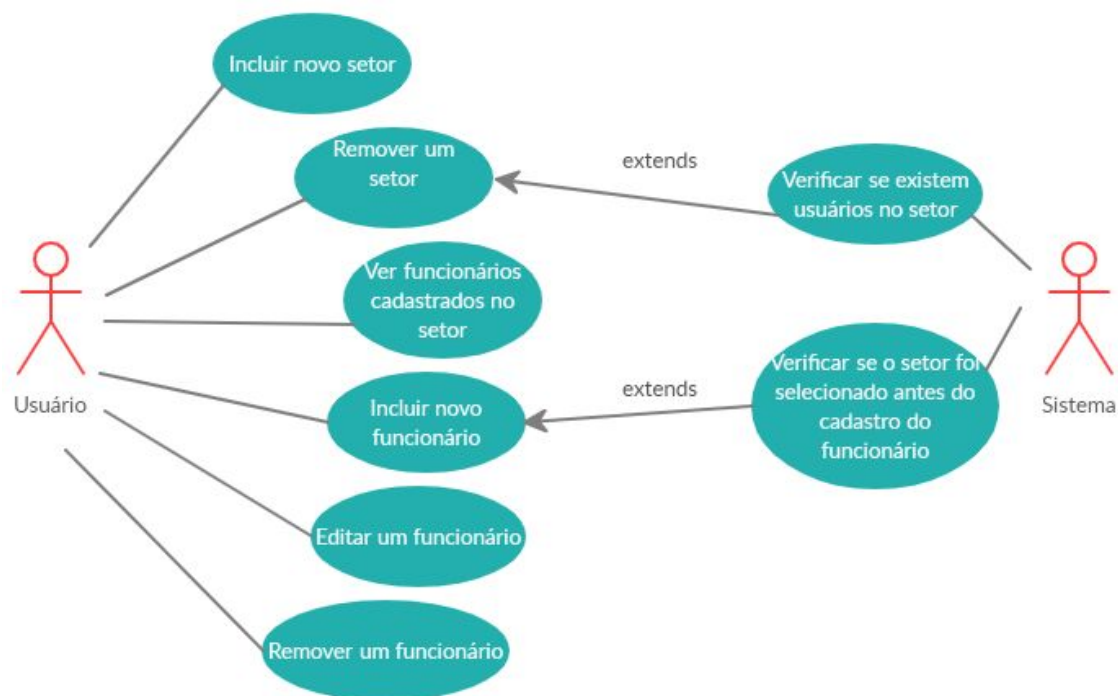 Incluir novo setor
Remover um
setor
extends
Verificar se existem
usuários no setor
Ver funcionários
cadastrados no
setor
Usuário
Incluir novo
funcionário
extends
Verificar se o setor foi
selecionado antes do
cadastro do
funcionário
Sistema
Editar um funcionário
Remover um funcionário